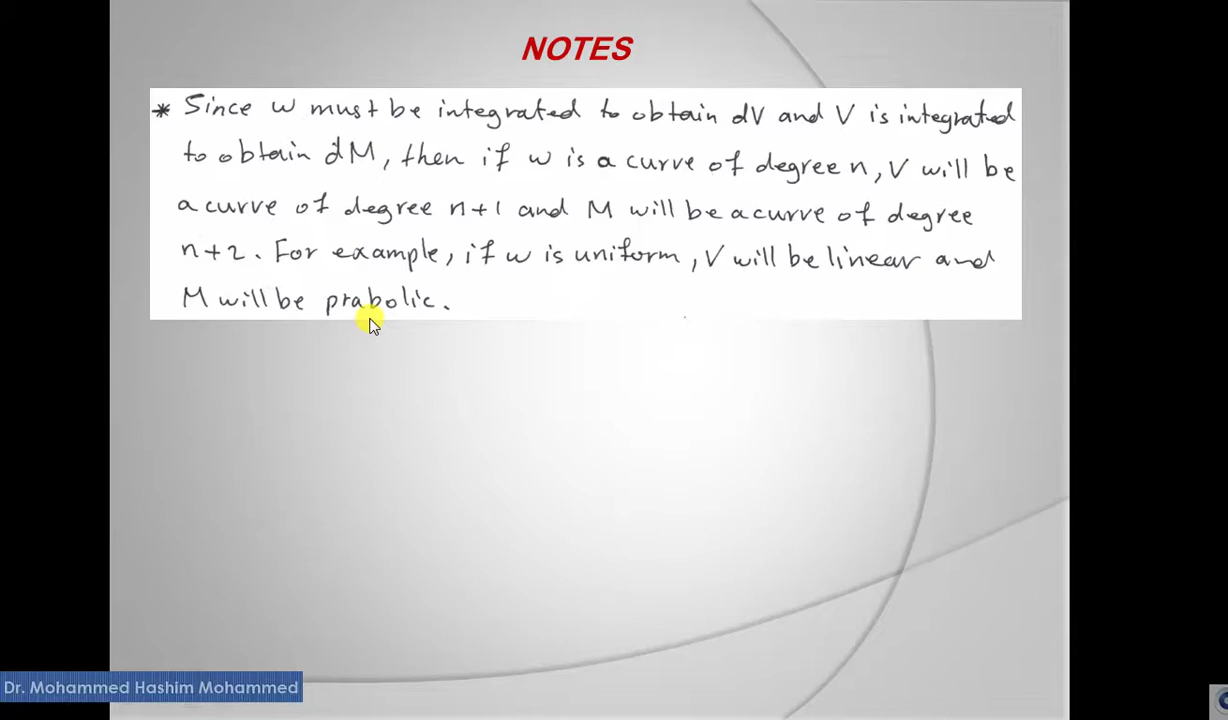 NOTES
* Since w must be integrated to obtain dV and V is integrated
to obtain dM, then if w is a curve of degree n, V will be
a curve of degree n+1 and M will be a curve of degree
n+2. For example, if w is uniform, V will be linear and
M will be prabolic.
Dr. Mohammed Hashim Mohammed